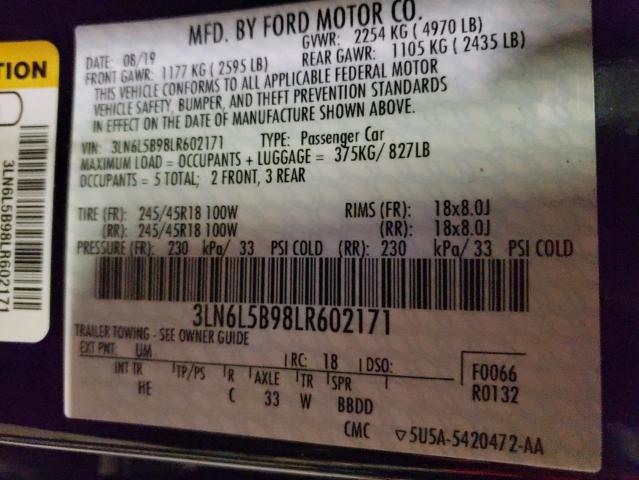 MFD. BY FORD MOTOR CO.
DATE: 08/19 GVWR: 2254 KG ( 4970 LB)
FRONT GAWR: 1177 KG ( 2595 LB) REAR GAWR: 1105 KG ( 2435 LB)
THIS VEHICLE CONFORMS TO ALL APPLICABLE FEDERAL MOTOR
VEHICLE SAFETY, BUMPER, AND THEFT PREVENTION STANDARDS
IN EFFECT ON THE DATE OF MANUFACTURE SHOWN ABOVE.
VIN: 3LN6L5B98LR602171 TYPE: Passenger Car
MAXIMUM LOAD = OCCUPANTS + LUGGAGE = 375KG/ 827LB
OCCUPANTS = 5 TOTAL; 2 FRONT, 3 REAR
TIRE (FR): 245/45R18 100W RIMS (FR): 18x8.0J
(RR): 245/45R18 100W (RR): 18x8.0J
PRESSURE (FR): 230 kPa/ 33 PSI COLD (RR): 230 kPa/ 33 PSI COLD
3LN6L5B98LR602171
TRAILER TOWING - SEE OWNER GUIDE
EXT PNT: UM RC: 18 DSO: F0066
INT TR TP/PS R AXLE TR SPR R0132
HE C 33 W BBDD
CMC 5U5A-5420472-AA
TION
3LN6L5B98LR602171